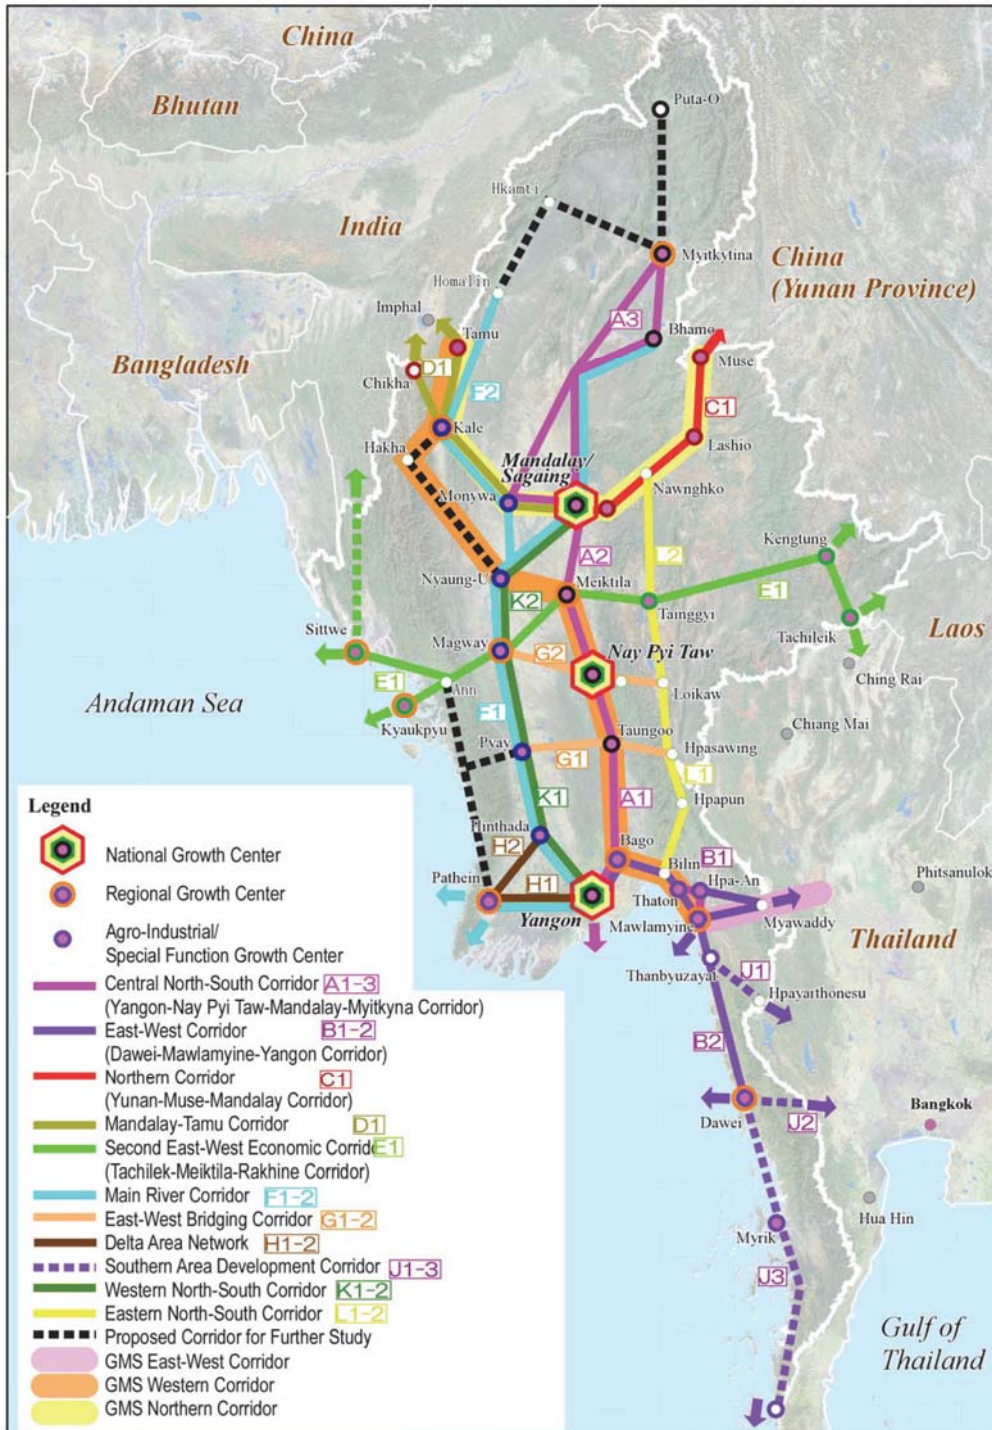 China
Bhutan
Puta-O
Hkamti
India
China
(Yunan Province)
Myitkytina
Homalin
Imphal
Tamu
A3
Bhamo
Muse
Bangladesh
D1
Chikha
F2
C1
Kale
Lashio
Hakha
Mandalay/
Sagaing
Nawnghko
Monywa
Kengtung
A2
L2
Nyaung-U
Meiktila
K2
E1
Tainggyi
Tachileik
Sittwe
Magway
G2
Nay Pyi Taw
Laos
Ching Rai
Andaman Sea
E1
Ann
Loikaw
Kyaukpyu
F1
Chiang Mai
Pyay
Taungoo
Hpasawing
G1
L1
K1
A1
Hpapun
Hinthada
H2
Bago
Bilin
B1
Pathein
H1
Hpa-An
Phitsanulok
Thaton
Yangon
Mawlamyine
Myawaddy
Thailand
Thanbyuzayat
J1
Hpayarthonesu
B2
Dawei
J2
Bangkok
Hua Hin
Myrik
J3
Gulf of
Thailand
Legend
National Growth Center
Regional Growth Center
Agro-Industrial/
Special Function Growth Center
Central North-South Corridor A1-3
(Yangon-Nay Pyi Taw-Mandalay-Myitkyna Corridor)
East-West Corridor B1-2
(Dawei-Mawlamyine-Yangon Corridor)
Northern Corridor C1
(Yunan-Muse-Mandalay Corridor)
Mandalay-Tamu Corridor D1
Second East-West Economic Corrid E1
(Tachilek-Meiktila-Rakhine Corridor)
Main River Corridor F1-2
East-West Bridging Corridor G1-2
Delta Area Network H1-2
Southern Area Development Corridor J1-3
Western North-South Corridor K1-2
Eastern North-South Corridor L1-2
Proposed Corridor for Further Study
GMS East-West Corridor
GMS Western Corridor
GMS Northern Corridor